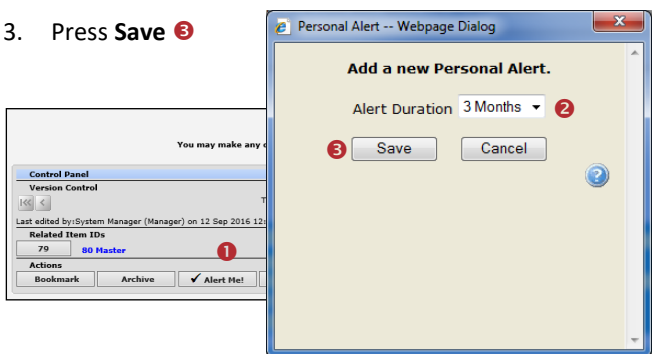 3. Press Save ❸
Personal Alert -- Webpage Dialog
Add a new Personal Alert.
Alert Duration 3 Months ❷
❸ Save Cancel
You may make any
Control Panel
Version Control
Last edited by:System Manager (Manager) on 12 Sep 2016 12:
Related Item IDs
79 80 Master
❶
Actions
Bookmark Archive ✓ Alert Me!